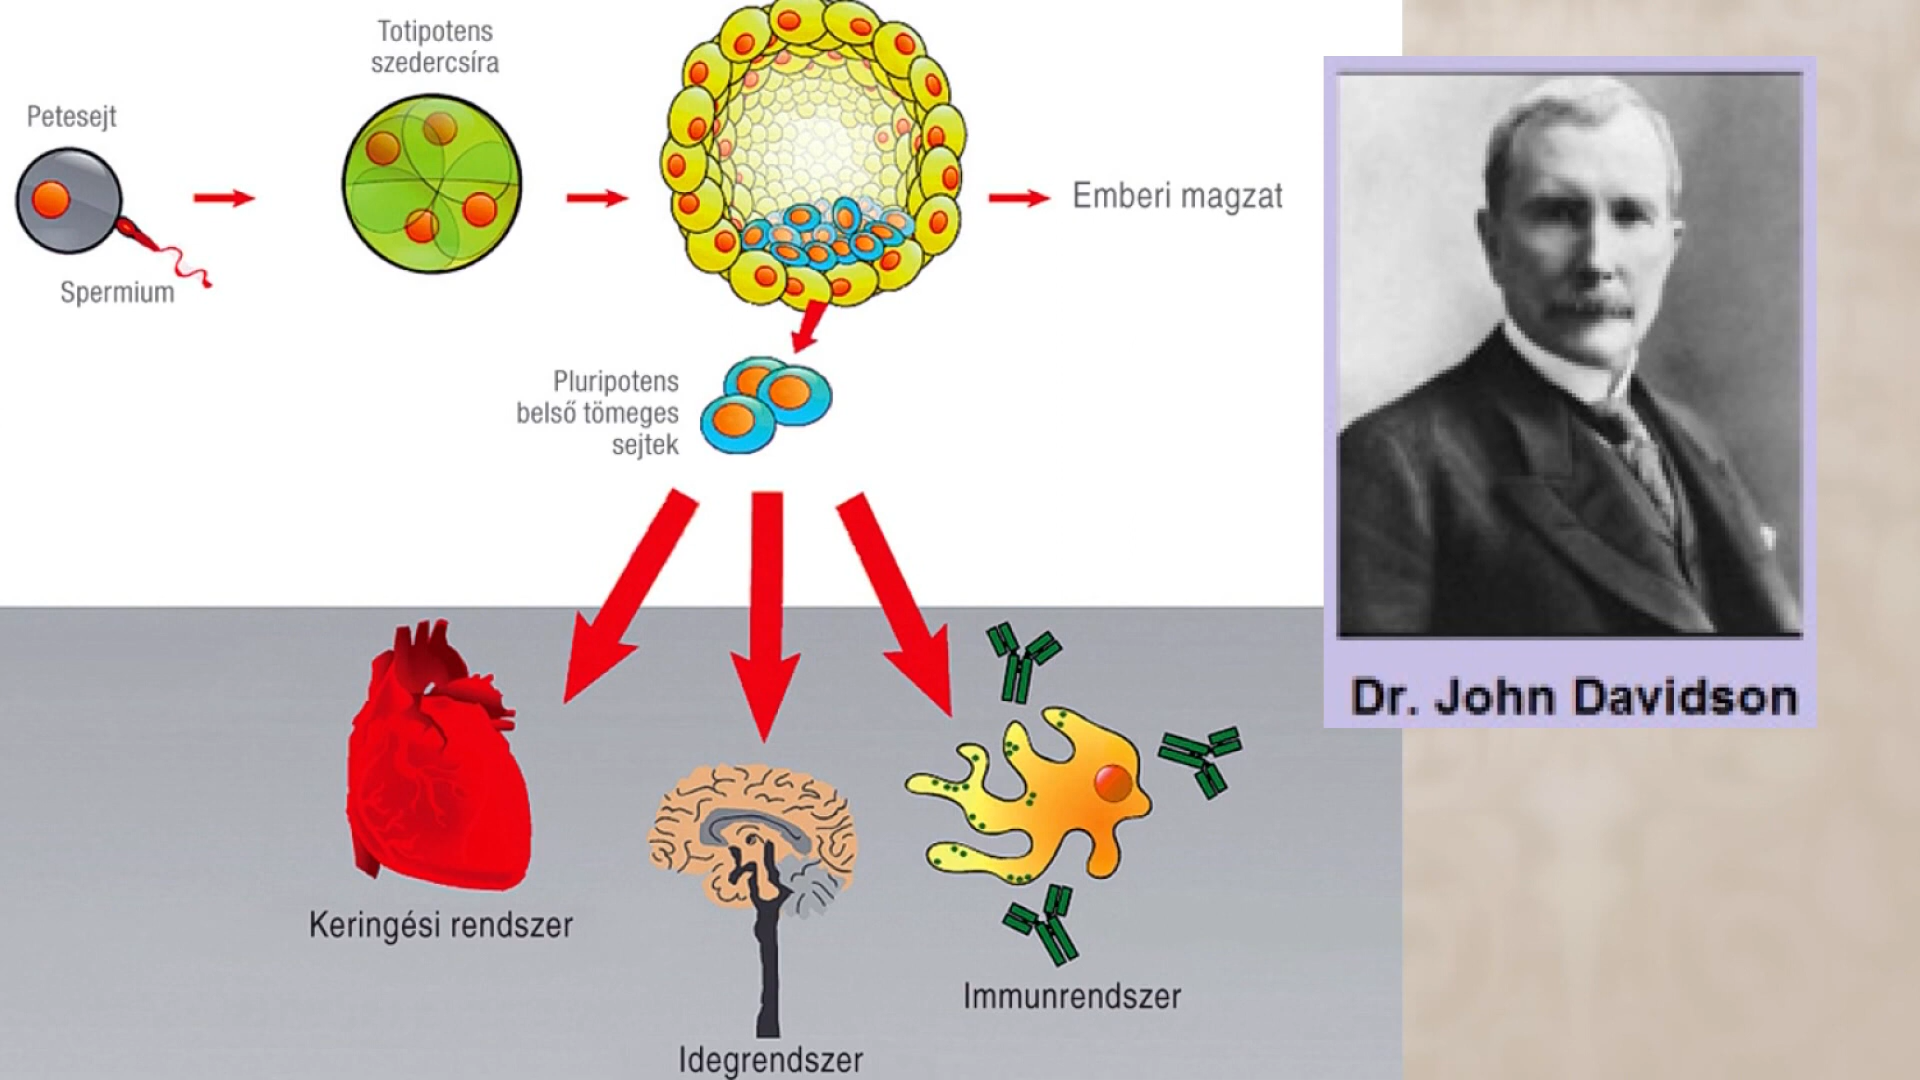 Totipotens
szedercsíra
Petesejt
Spermium
Emberi magzat
Pluripotens
belső tömeges
sejtek
Dr. John Davidson
Keringési rendszer
Idegrendszer
Immunrendszer